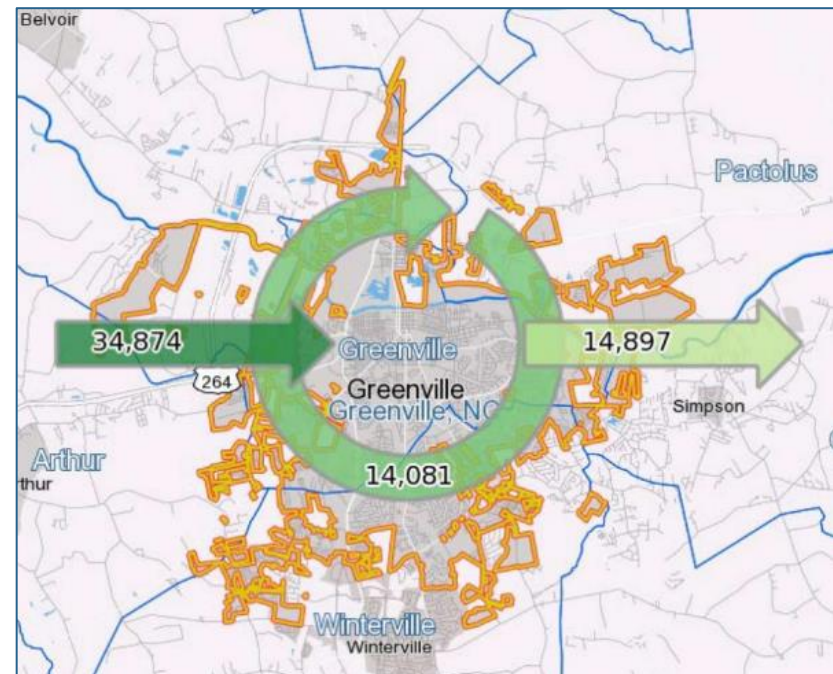 Belvoir
Pactolus
34,874
Greenville
14,897
264
Greenville
Greenville, NC
Simpson
Arthur
thur
14,081
Winterville
Winterville